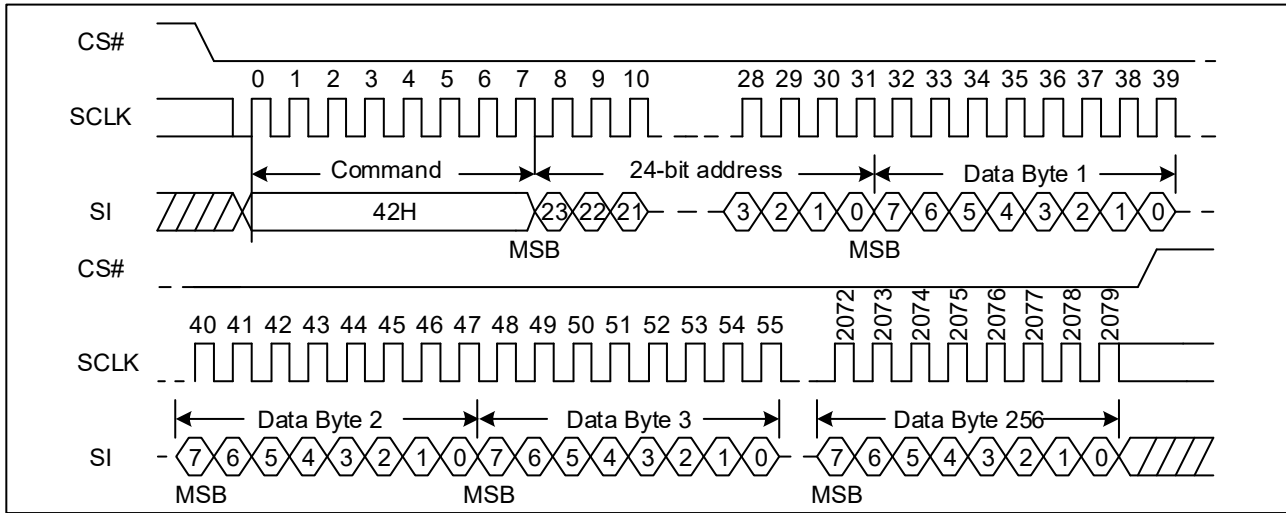 CS#
0 1 2 3 4 5 6 7 8 9 10 28 29 30 31 32 33 34 35 36 37 38 39
SCLK
Command 24-bit address Data Byte 1
SI 42H 23 22 21 3 2 1 0 7 6 5 4 3 2 1 0
MSB MSB
CS#
40 41 42 43 44 45 46 47 48 49 50 51 52 53 54 55 2072 2073 2074 2075 2076 2077 2078 2079
SCLK
Data Byte 2 Data Byte 3 Data Byte 256
SI 7 6 5 4 3 2 1 0 7 6 5 4 3 2 1 0 7 6 5 4 3 2 1 0
MSB MSB MSB